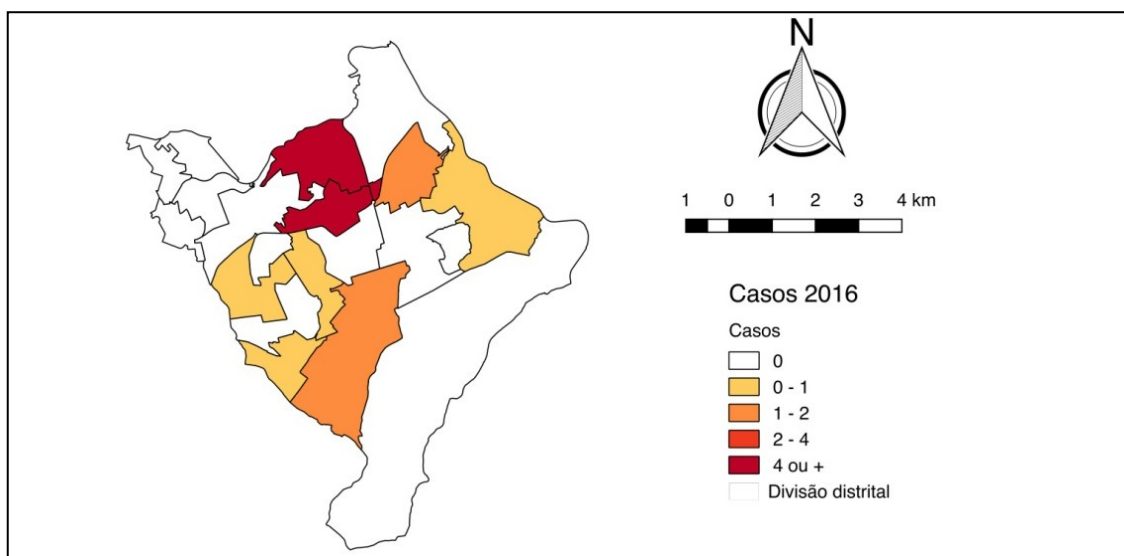 N
1 0 1 2 3 4 km
Casos 2016
Casos
0
0 - 1
1 - 2
2 - 4
4 ou +
Divisão distrital